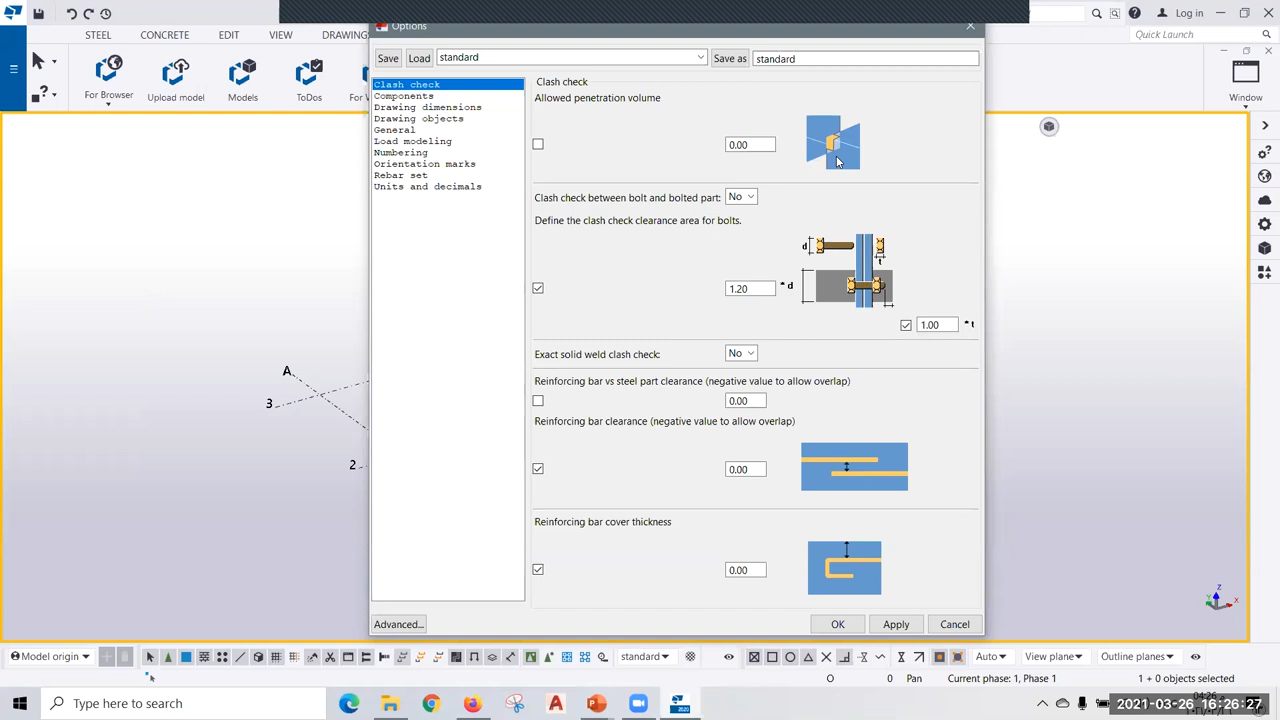 Log in
STEEL CONCRETE EDIT VIEW DRAWING
Quick Launch
For Browser Upload model Models ToDos For
Window
Options
Save Load standard Save as standard
Clash check
Components
Drawing dimensions
Drawing objects
General
Load modeling
Numbering
Orientation marks
Rebar set
Units and decimals
Clash check
Allowed penetration volume
0.00
Clash check between bolt and bolted part: No
Define the clash check clearance area for bolts.
d
t
1.20 * d
1.00 * t
Exact solid weld clash check: No
Reinforcing bar vs steel part clearance (negative value to allow overlap)
0.00
Reinforcing bar clearance (negative value to allow overlap)
0.00
Reinforcing bar cover thickness
0.00
Advanced... OK Apply Cancel
A
3
2
Z
Y
X
Model origin standard Auto View plane Outline planes
O 0 Pan Current phase: 1, Phase 1 1 + 0 objects selected
Type here to search
2020
04:26
2021-03-26 16:26:27